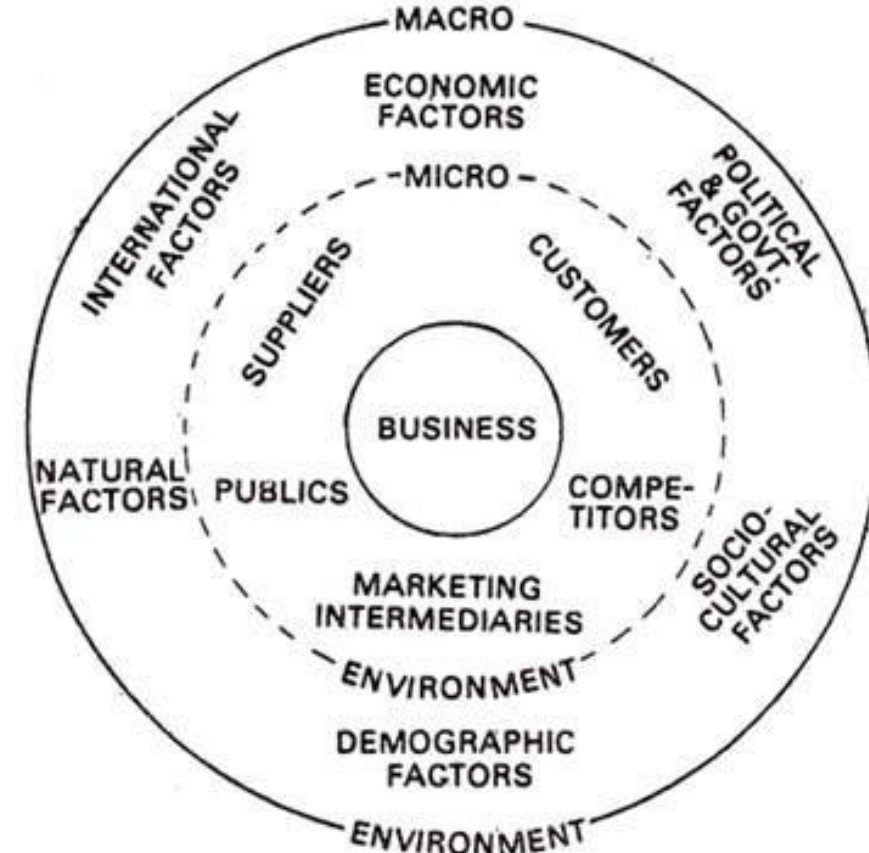 MACRO
ECONOMIC
FACTORS
INTERNATIONAL
FACTORS
POLITICAL
& GOVT.
FACTORS
MICRO
SUPPLIERS
CUSTOMERS
BUSINESS
NATURAL
FACTORS
PUBLICS
COMPE-
TITORS
SOCIO-
CULTURAL
FACTORS
MARKETING
INTERMEDIARIES
ENVIRONMENT
DEMOGRAPHIC
FACTORS
ENVIRONMENT